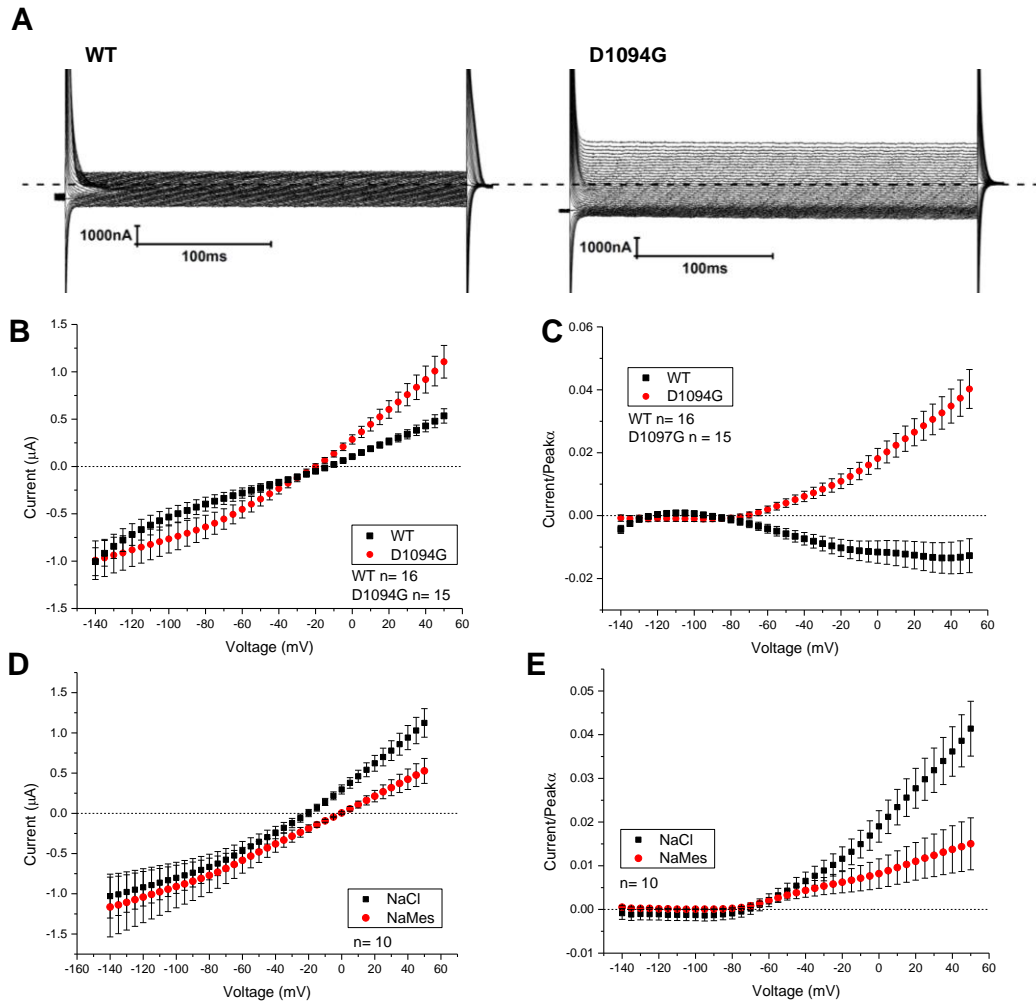 A
WT
D1094G
1000nA
100ms
1000nA
100ms
B
Current (µA)
1.5
1.0
0.5
0.0
-0.5
-1.0
-1.5
WT
D1094G
WT n= 16
D1094G n= 15
-140 -120 -100 -80 -60 -40 -20 0 20 40 60
Voltage (mV)
C
Current/Peakα
0.06
0.04
0.02
0.00
-0.02
WT
D1094G
WT n= 16
D1097G n = 15
-140 -120 -100 -80 -60 -40 -20 0 20 40 60
Voltage (mV)
D
Current (µA)
1.5
1.0
0.5
0.0
-0.5
-1.0
-1.5
NaCl
NaMes
n= 10
-160 -140 -120 -100 -80 -60 -40 -20 0 20 40 60
Voltage (mV)
E
Current/Peakα
0.05
0.04
0.03
0.02
0.01
0.00
-0.01
NaCl
NaMes
n= 10
-140 -120 -100 -80 -60 -40 -20 0 20 40 60
Voltage (mV)